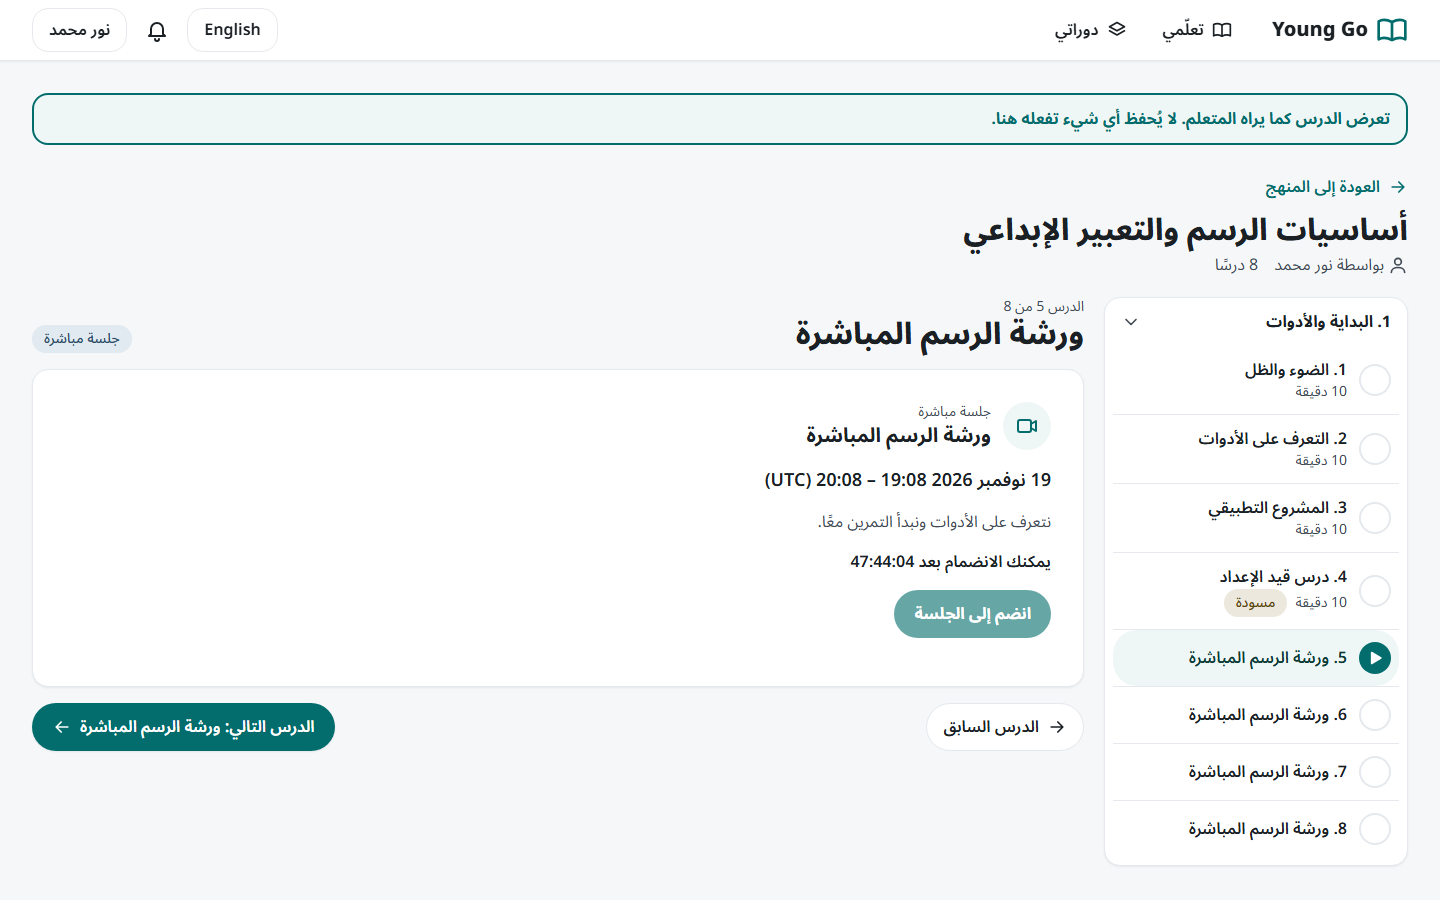 Young Go
تعلّمي
دوراتي
English
نور محمد
تعرض الدرس كما يراه المتعلم. لا يُحفظ أي شيء تفعله هنا.
العودة إلى المنهج
أساسيات الرسم والتعبير الإبداعي
بواسطة نور محمد
8 درسًا
1. البداية والأدوات
1. الضوء والظل
10 دقيقة
2. التعرف على الأدوات
10 دقيقة
3. المشروع التطبيقي
10 دقيقة
4. درس قيد الإعداد
10 دقيقة
مسودة
5. ورشة الرسم المباشرة
6. ورشة الرسم المباشرة
7. ورشة الرسم المباشرة
8. ورشة الرسم المباشرة
الدرس 5 من 8
ورشة الرسم المباشرة
جلسة مباشرة
جلسة مباشرة
ورشة الرسم المباشرة
19 نوفمبر 2026 19:08 – 20:08 (UTC)
نتعرف على الأدوات ونبدأ التمرين معًا.
يمكنك الانضمام بعد 47:44:04
انضم إلى الجلسة
الدرس السابق
الدرس التالي: ورشة الرسم المباشرة